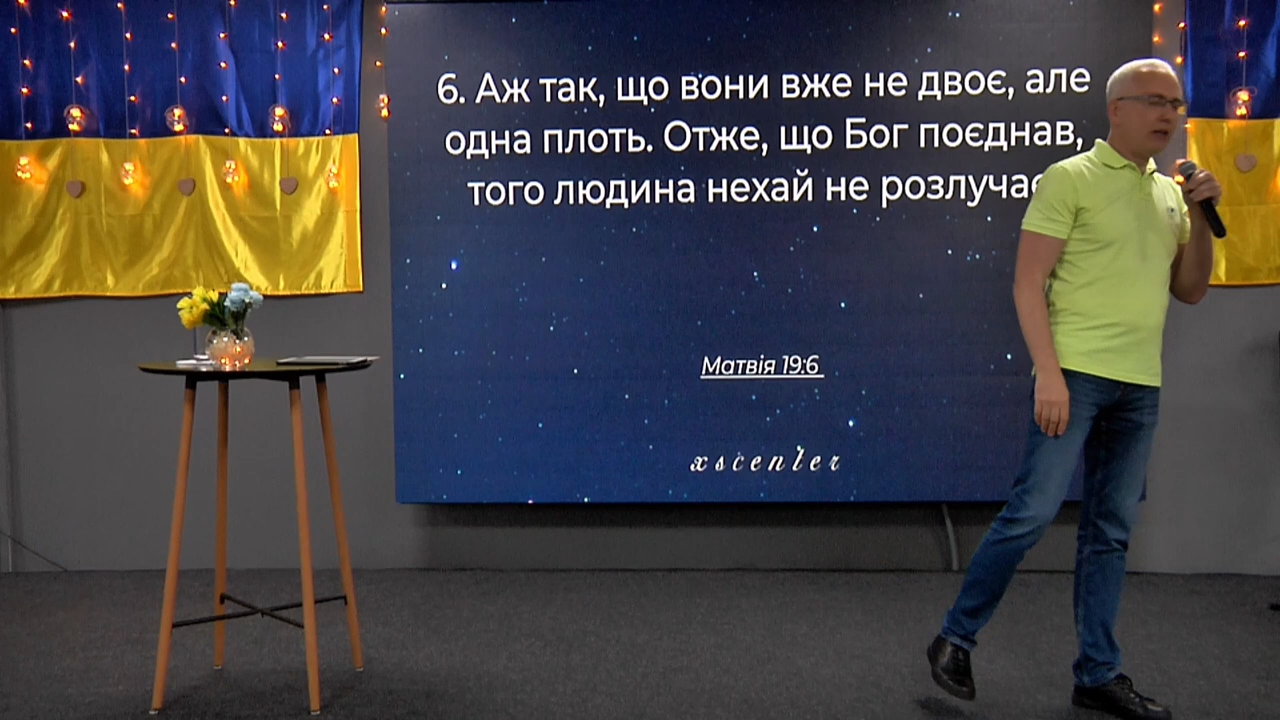 6. Аж так, що вони вже не двоє, але
одна плоть. Отже, що Бог поєднав,
того людина нехай не розлучає
Матвія 19:6
xscenter